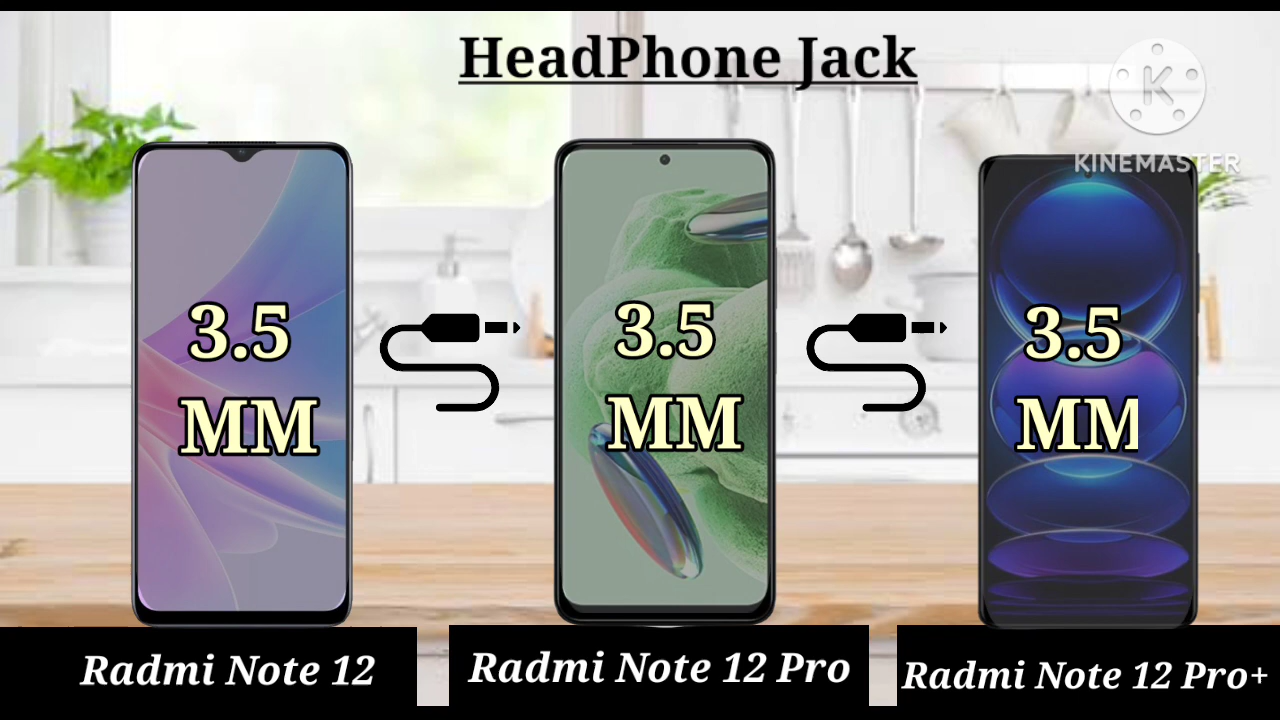 HeadPhone Jack
K
KINEMASTER
3.5
MM
3.5
MM
3.5
MM
Radmi Note 12
Radmi Note 12 Pro
Radmi Note 12 Pro+